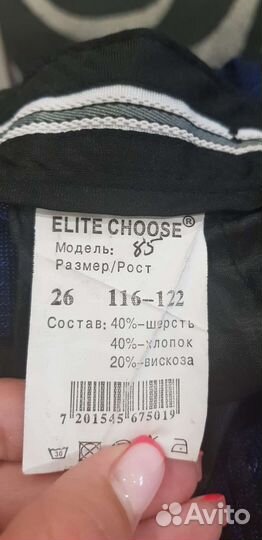 ELITE CHOOSE®
Модель: 85
Размер/Рост
26 116–122
Состав: 40%-шерсть
40%-хлопок
20%-вискоза
7 201545 675019
30
Avito